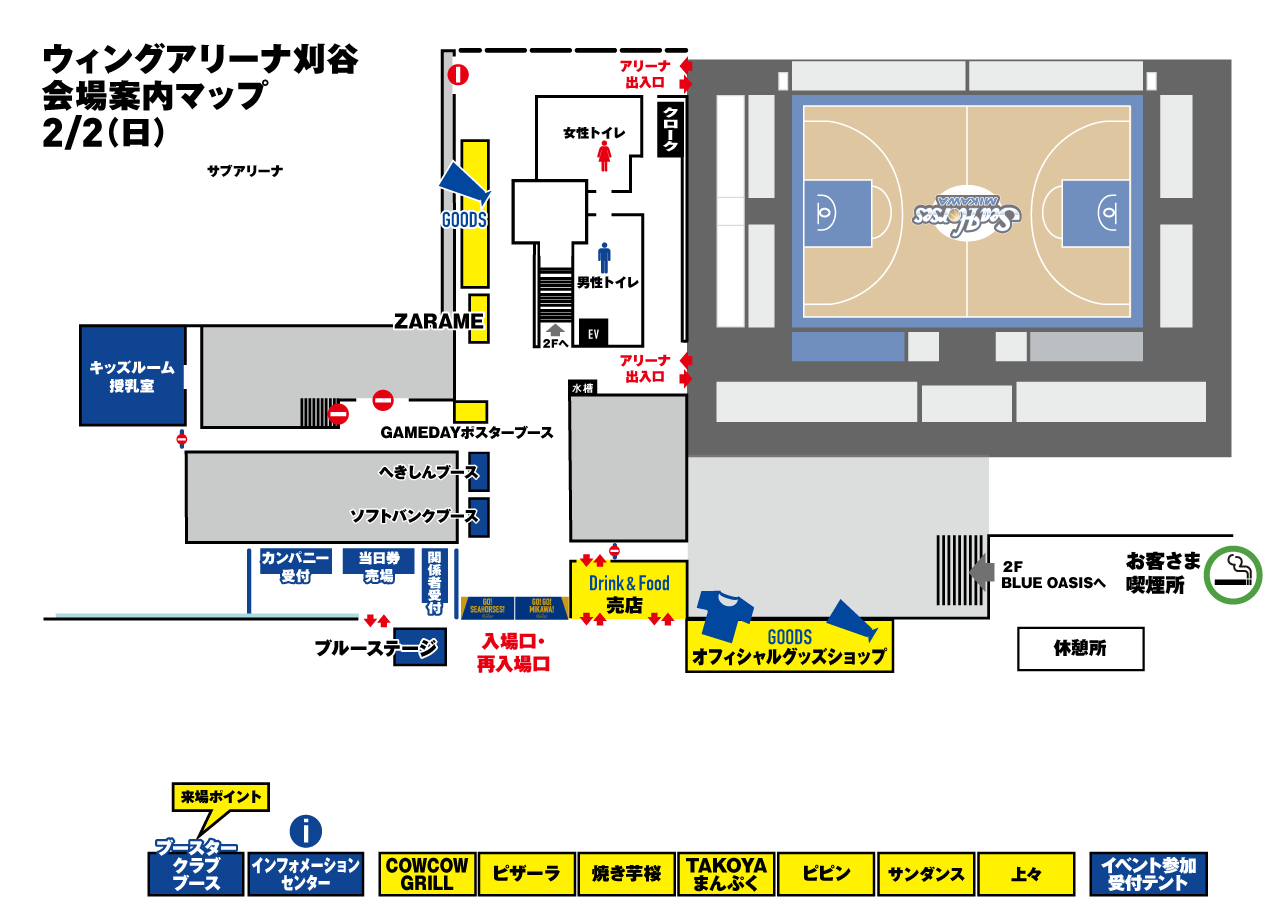 ウィングアリーナ刈谷
会場案内マップ
2/2(日)
サブアリーナ
アリーナ
出入口
クローク
女性トイレ
GOODS
男性トイレ
EV
2Fへ
ZARAME
SeaHorses
MIKAWA
アリーナ
出入口
キッズルーム
授乳室
水槽
GAMEDAYポスターブース
へきしんブース
ソフトバンクブース
カンパニー
受付
当日券
売場
関係者受付
GO!
SEAHORSES!
GO! GO!
MIKAWA!
Drink & Food
売店
2F
BLUE OASISへ
お客さま
喫煙所
ブルーステージ
入場口・
再入場口
GOODS
オフィシャルグッズショップ
休憩所
来場ポイント
ブースター
クラブ
ブース
i
インフォメーション
センター
COWCOW
GRILL
ピザーラ
焼き芋桜
TAKOYA
まんぷく
ピピン
サンダンス
上々
イベント参加
受付テント